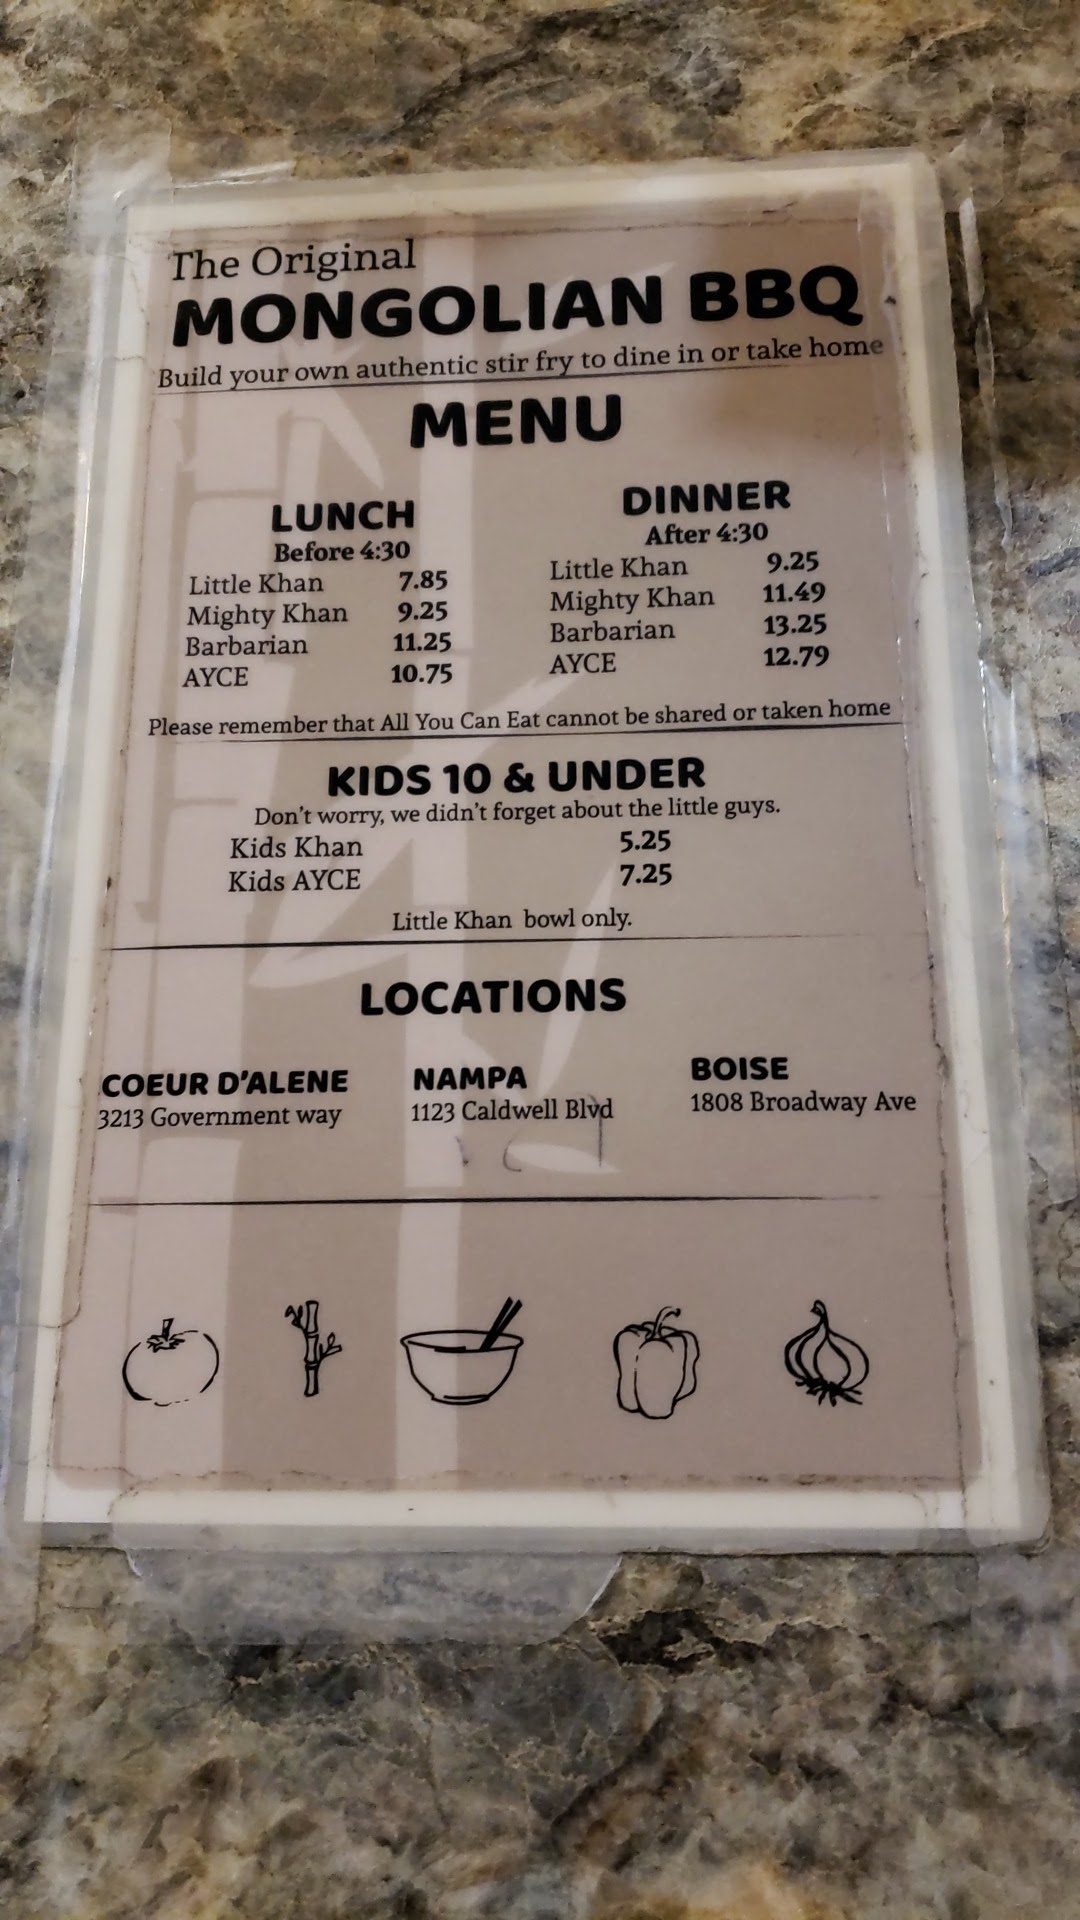 The Original
MONGOLIAN BBQ
Build your own authentic stir fry to dine in or take home
MENU
LUNCH
Before 4:30
Little Khan 7.85
Mighty Khan 9.25
Barbarian 11.25
AYCE 10.75
DINNER
After 4:30
Little Khan 9.25
Mighty Khan 11.49
Barbarian 13.25
AYCE 12.79
Please remember that All You Can Eat cannot be shared or taken home
KIDS 10 & UNDER
Don't worry, we didn't forget about the little guys.
Kids Khan 5.25
Kids AYCE 7.25
Little Khan bowl only.
LOCATIONS
COEUR D'ALENE
3213 Government way
NAMPA
1123 Caldwell Blvd
BOISE
1808 Broadway Ave